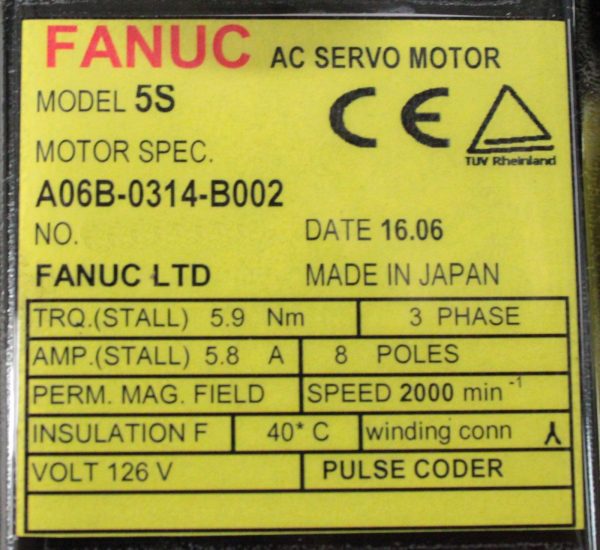 FANUC AC SERVO MOTOR
MODEL 5S
CE
TUV Rheinland
MOTOR SPEC.
A06B-0314-B002
NO. DATE 16.06
FANUC LTD MADE IN JAPAN
TRQ.(STALL) 5.9 Nm 3 PHASE
AMP.(STALL) 5.8 A 8 POLES
PERM. MAG. FIELD SPEED 2000 min⁻¹
INSULATION F 40* C winding conn
VOLT 126 V PULSE CODER